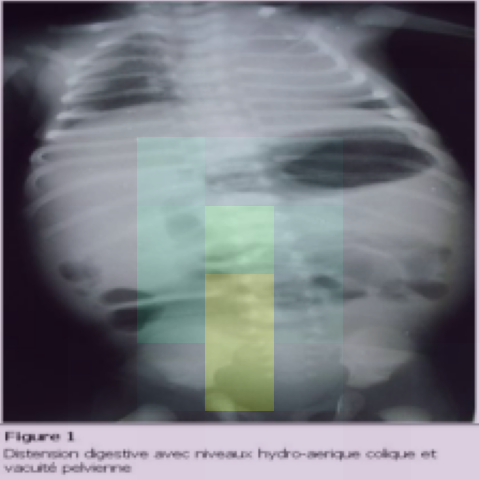 Figure 1
Distension digestive avec niveaux hydro-aerique colique et
vacuité pelvienne